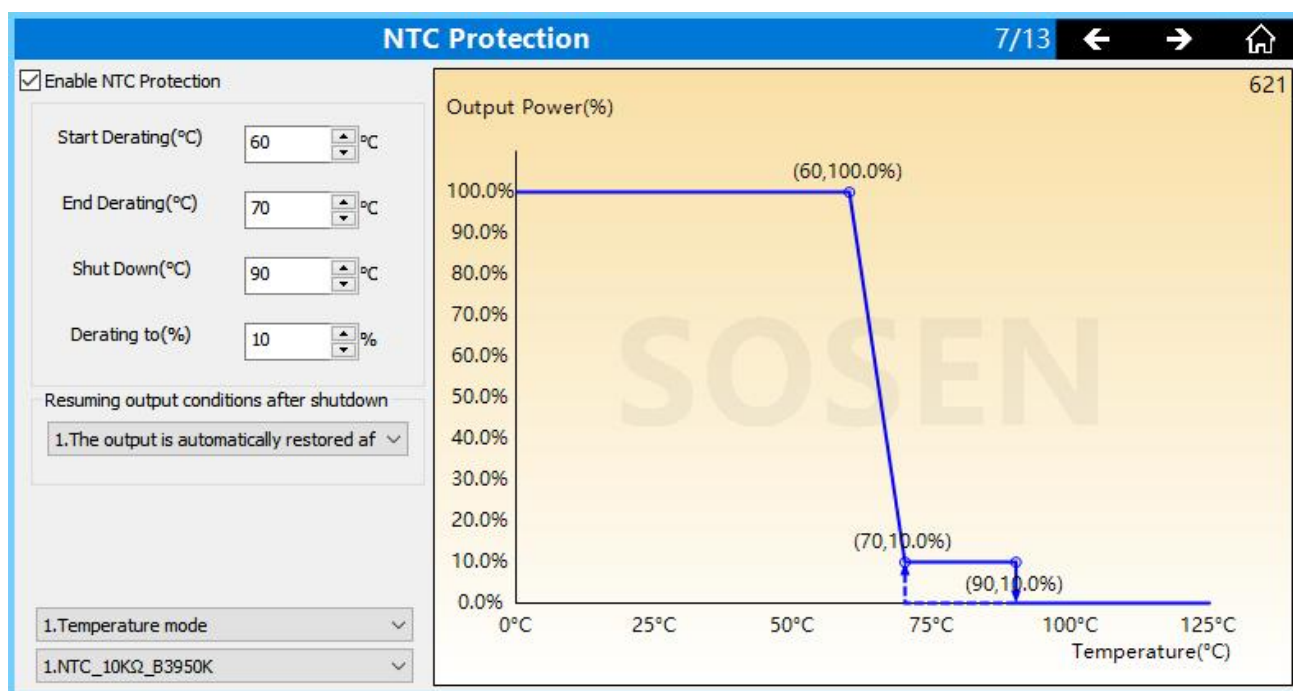 NTC Protection 7/13
Enable NTC Protection
Start Derating(°C) 60 °C
End Derating(°C) 70 °C
Shut Down(°C) 90 °C
Derating to(%) 10 %
Resuming output conditions after shutdown
1.The output is automatically restored af
1.Temperature mode
1.NTC_10KΩ_B3950K
621
Output Power(%)
(60,100.0%)
100.0%
90.0%
80.0%
70.0%
60.0%
50.0%
40.0%
30.0%
20.0%
10.0%
0.0%
SOSEN
(70,10.0%)
(90,10.0%)
0°C 25°C 50°C 75°C 100°C 125°C
Temperature(°C)